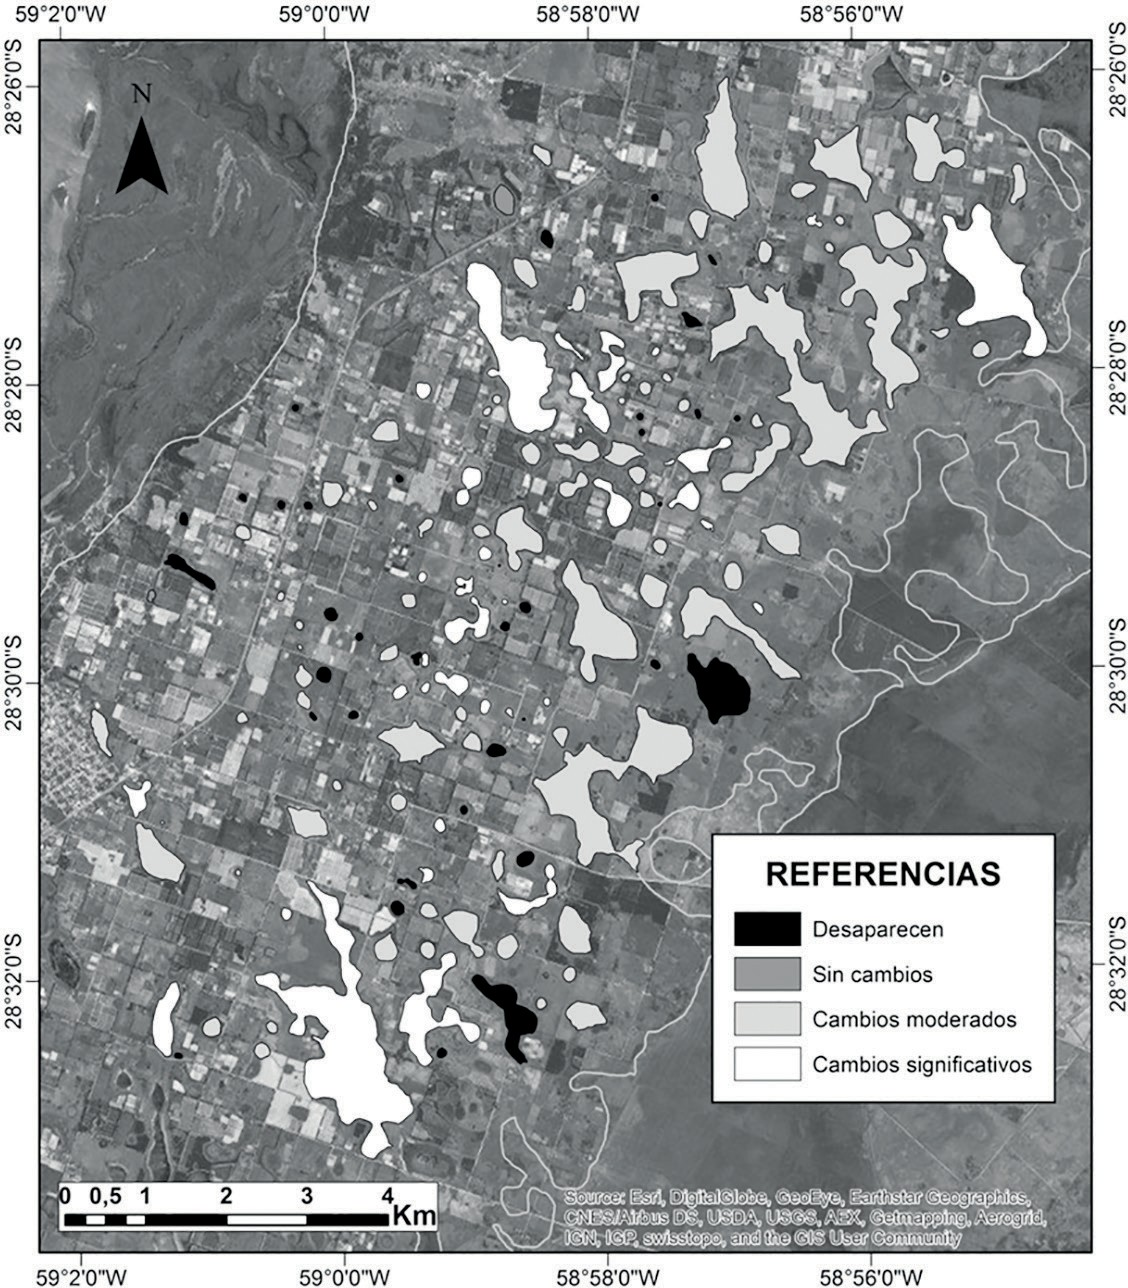 59°2'0"W 59°00'W 58°58'0"W 58°56'0"W
28°26'0"S
28°26'0"S
N
28°28'0"S
28°28'0"S
28°30'0"S
28°30'0"S
REFERENCIAS
Desaparecen
Sin cambios
Cambios moderados
Cambios significativos
28°32'0"S
28°32'0"S
0 0,5 1 2 3 4
Km
Source: Esri, DigitalGlobe, GeoEye, Earthstar Geographics,
CNES/Airbus DS, USDA, USGS, AEX, Getmapping, Aerogrid,
IGN, IGP, swisstopo, and the GIS User Community
59°2'0"W 59°00'W 58°58'0"W 58°56'0"W